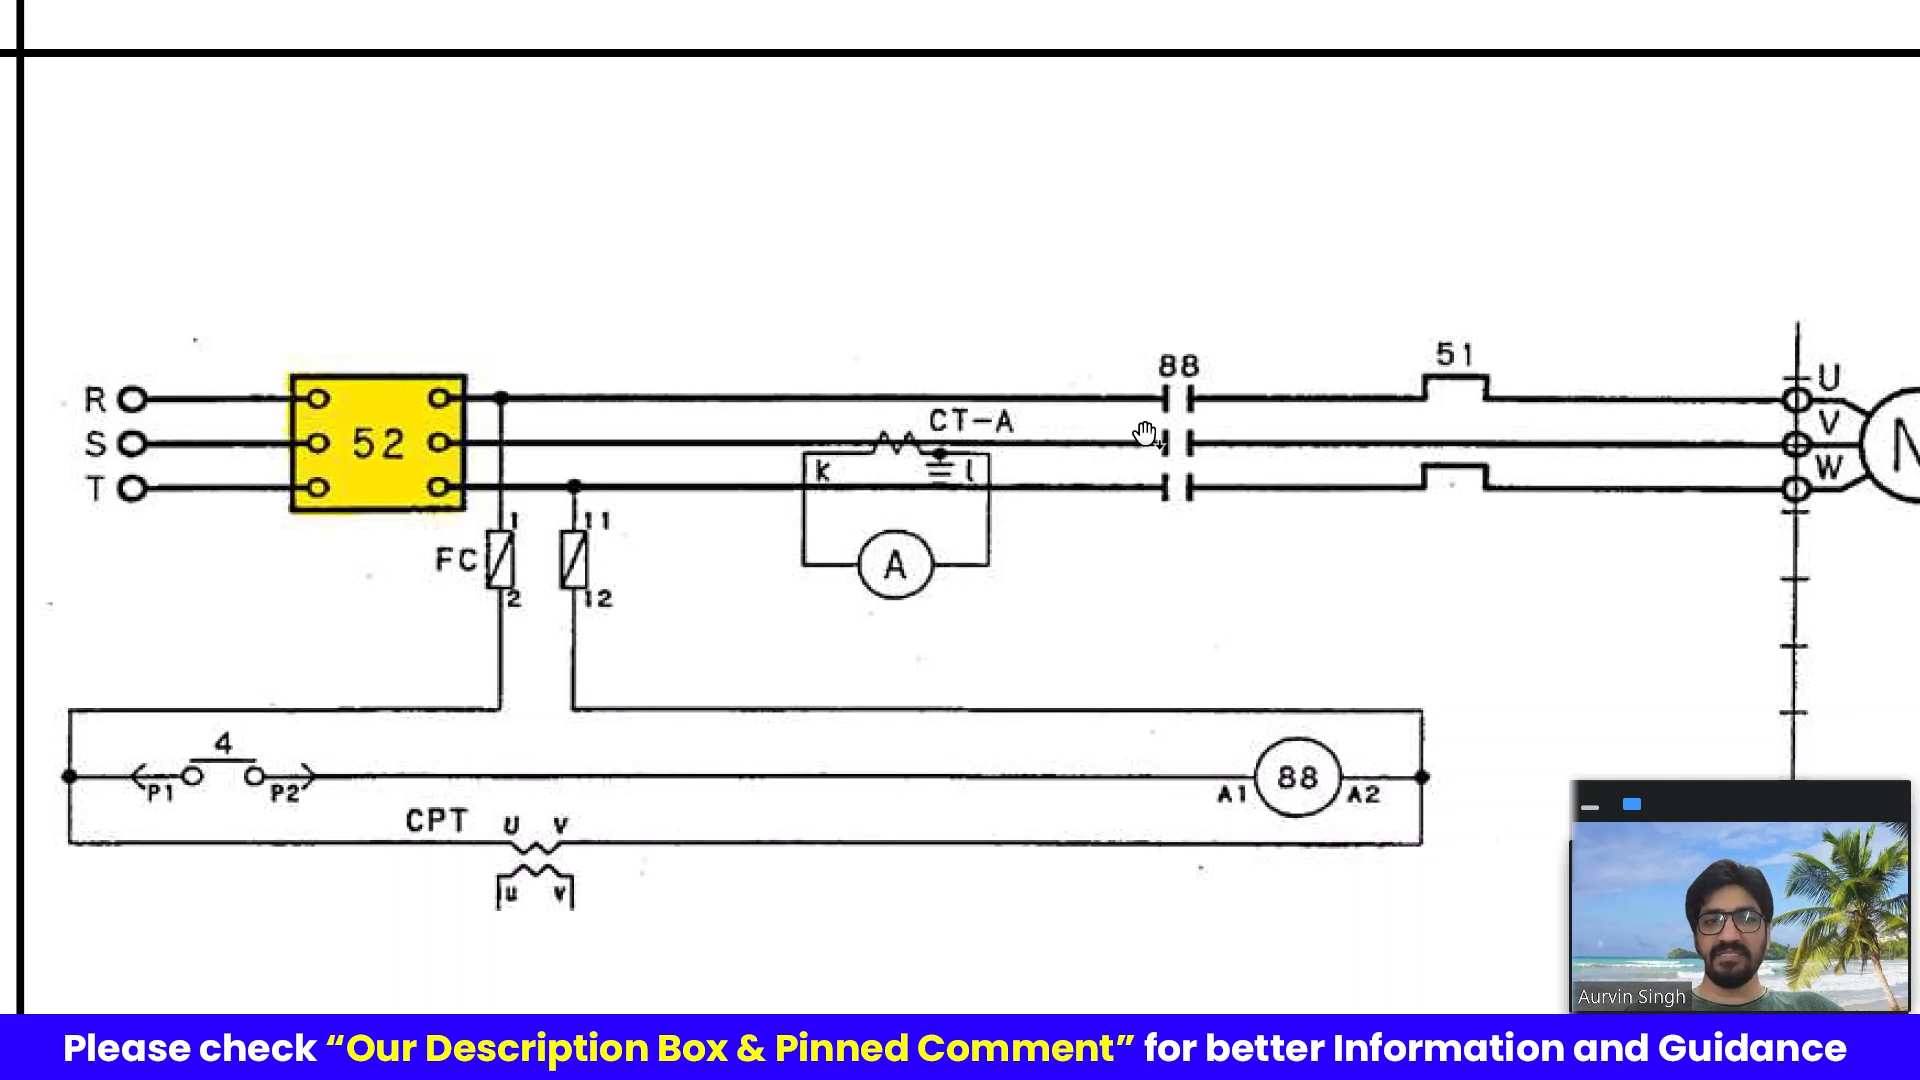 88
51
U
R
52
CT-A
V
S
k
l
W
T
1
11
FC
A
2
12
4
88
P1
P2
A1
A2
CPT
U
V
u
v
Aurvin Singh
Please check “Our Description Box & Pinned Comment” for better Information and Guidance